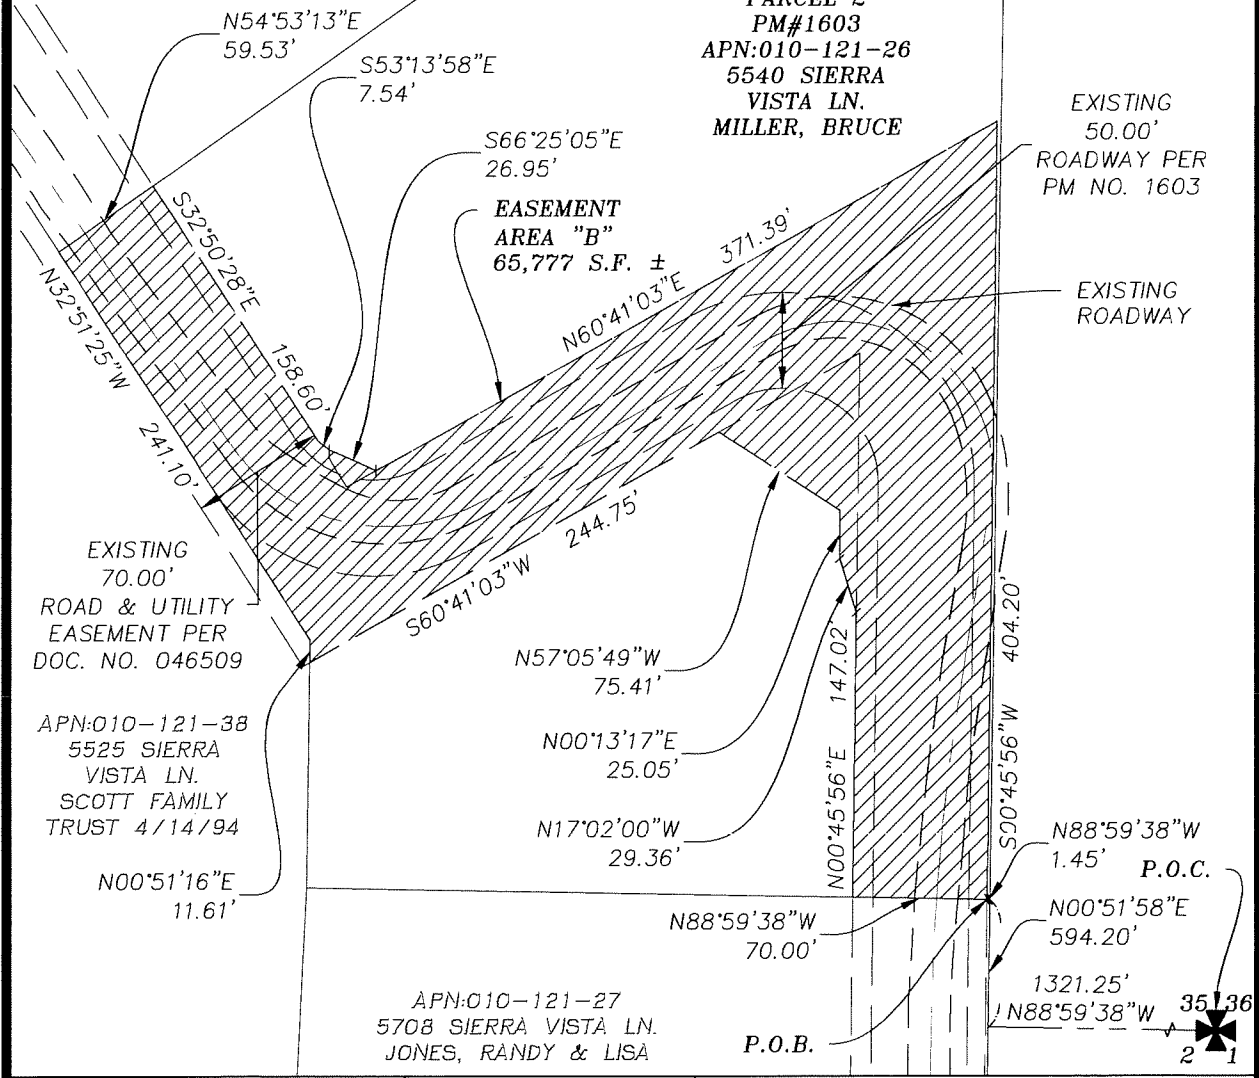 N54°53'13"E
59.53'
S53°13'58"E
7.54'
S66°25'05"E
26.95'
PARCEL 2
PM#1603
APN:010-121-26
5540 SIERRA
VISTA LN.
MILLER, BRUCE
EXISTING
50.00'
ROADWAY PER
PM NO. 1603
EASEMENT
AREA "B"
65,777 S.F. ±
EXISTING
ROADWAY
S32°50'28"E
158.60'
N32°51'25"W
241.10'
N60°41'03"E
371.39'
S60°41'03"W
244.75'
EXISTING
70.00'
ROAD & UTILITY
EASEMENT PER
DOC. NO. 046509
APN:010-121-38
5525 SIERRA
VISTA LN.
SCOTT FAMILY
TRUST 4/14/94
N00°51'16"E
11.61'
N57°05'49"W
75.41'
N00°13'17"E
25.05'
N17°02'00"W
29.36'
N00°45'56"E
147.02'
S00°45'56"W
404.20'
N88°59'38"W
70.00'
N88°59'38"W
1.45'
P.O.C.
N00°51'58"E
594.20'
1321.25'
N88°59'38"W
35 36
2 1
P.O.B.
APN:010-121-27
5708 SIERRA VISTA LN.
JONES, RANDY & LISA